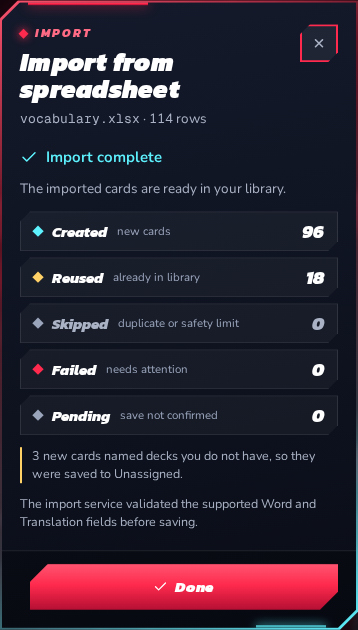 IMPORT
Import from
spreadsheet
vocabulary.xlsx · 114 rows
Import complete
The imported cards are ready in your library.
Created new cards 96
Reused already in library 18
Skipped duplicate or safety limit 0
Failed needs attention 0
Pending save not confirmed 0
3 new cards named decks you do not have, so they
were saved to Unassigned.
The import service validated the supported Word and
Translation fields before saving.
Done